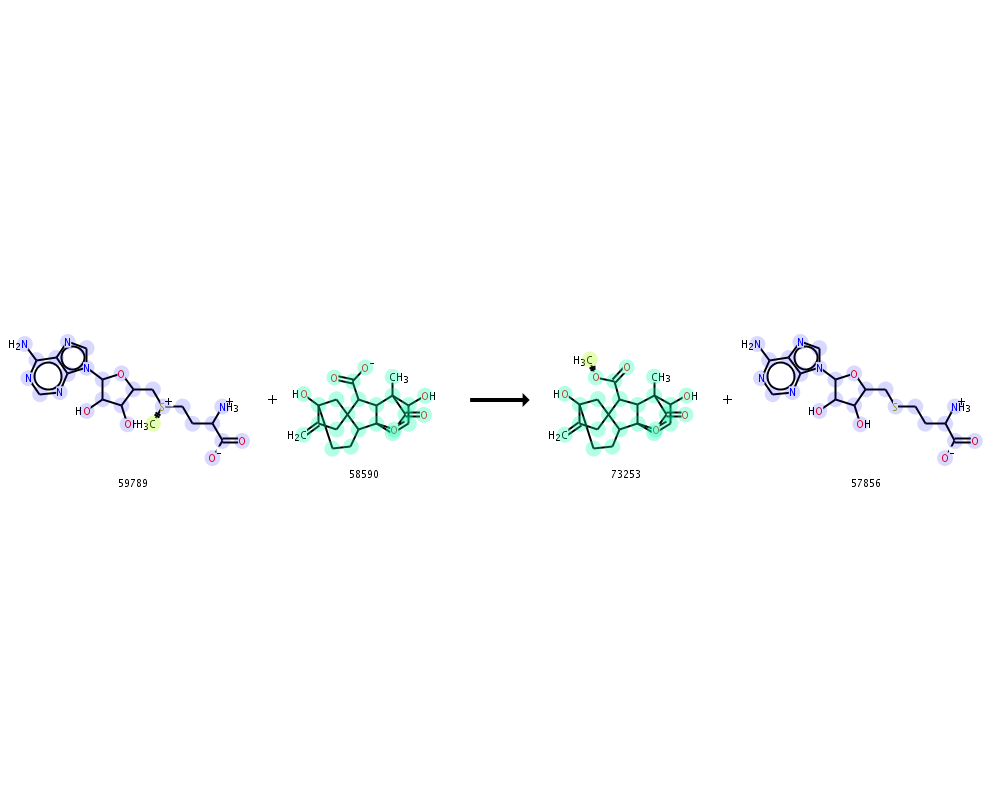 H₂N N N N N O HO OH H₃C S⁺ NH₃⁺ O O⁻
59789
+
HO H₂C O O⁻ CH₃ OH O O
58590
H₃C O O HO H₂C CH₃ OH O O
73253
+
H₂N N N N N O HO OH S NH₃⁺ O O⁻
57856